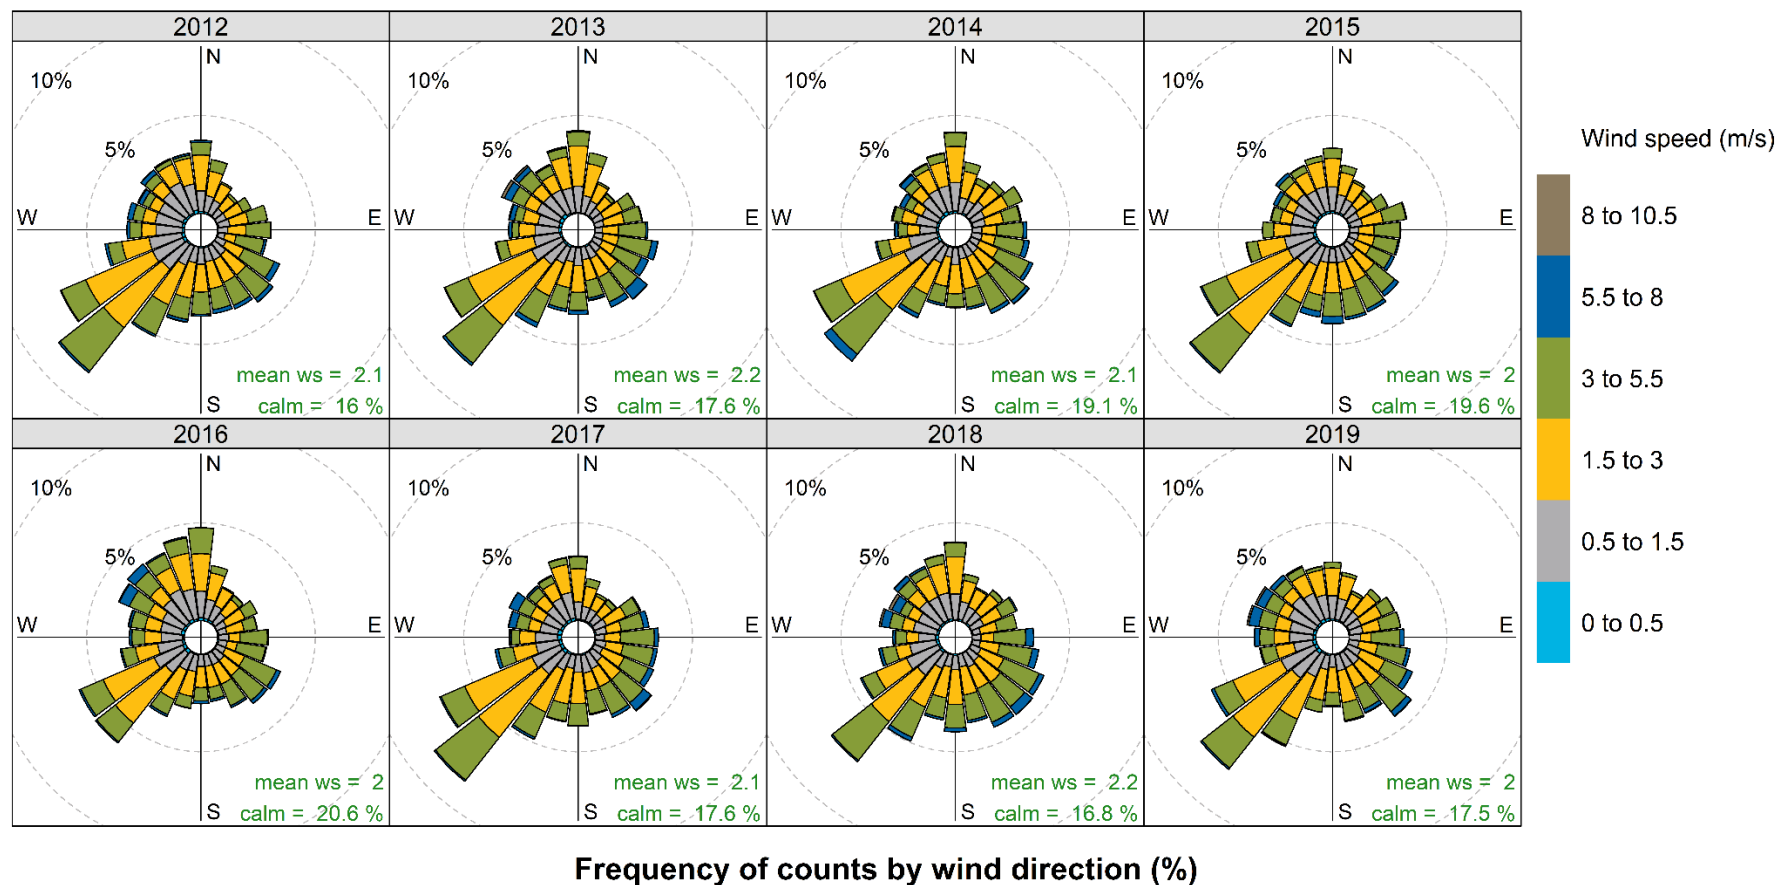 2012 2013 2014 2015
N N N N
10% 10% 10% 10%
5% 5% 5% 5%
W E W E W E W E
mean ws = 2.1 mean ws = 2.2 mean ws = 2.1 mean ws = 2
S calm = 16 % S calm = 17.6 % S calm = 19.1 % S calm = 19.6 %
2016 2017 2018 2019
N N N N
10% 10% 10% 10%
5% 5% 5% 5%
W E W E W E W E
mean ws = 2 mean ws = 2.1 mean ws = 2.2 mean ws = 2
S calm = 20.6 % S calm = 17.6 % S calm = 16.8 % S calm = 17.5 %
Wind speed (m/s)
8 to 10.5
5.5 to 8
3 to 5.5
1.5 to 3
0.5 to 1.5
0 to 0.5
Frequency of counts by wind direction (%)